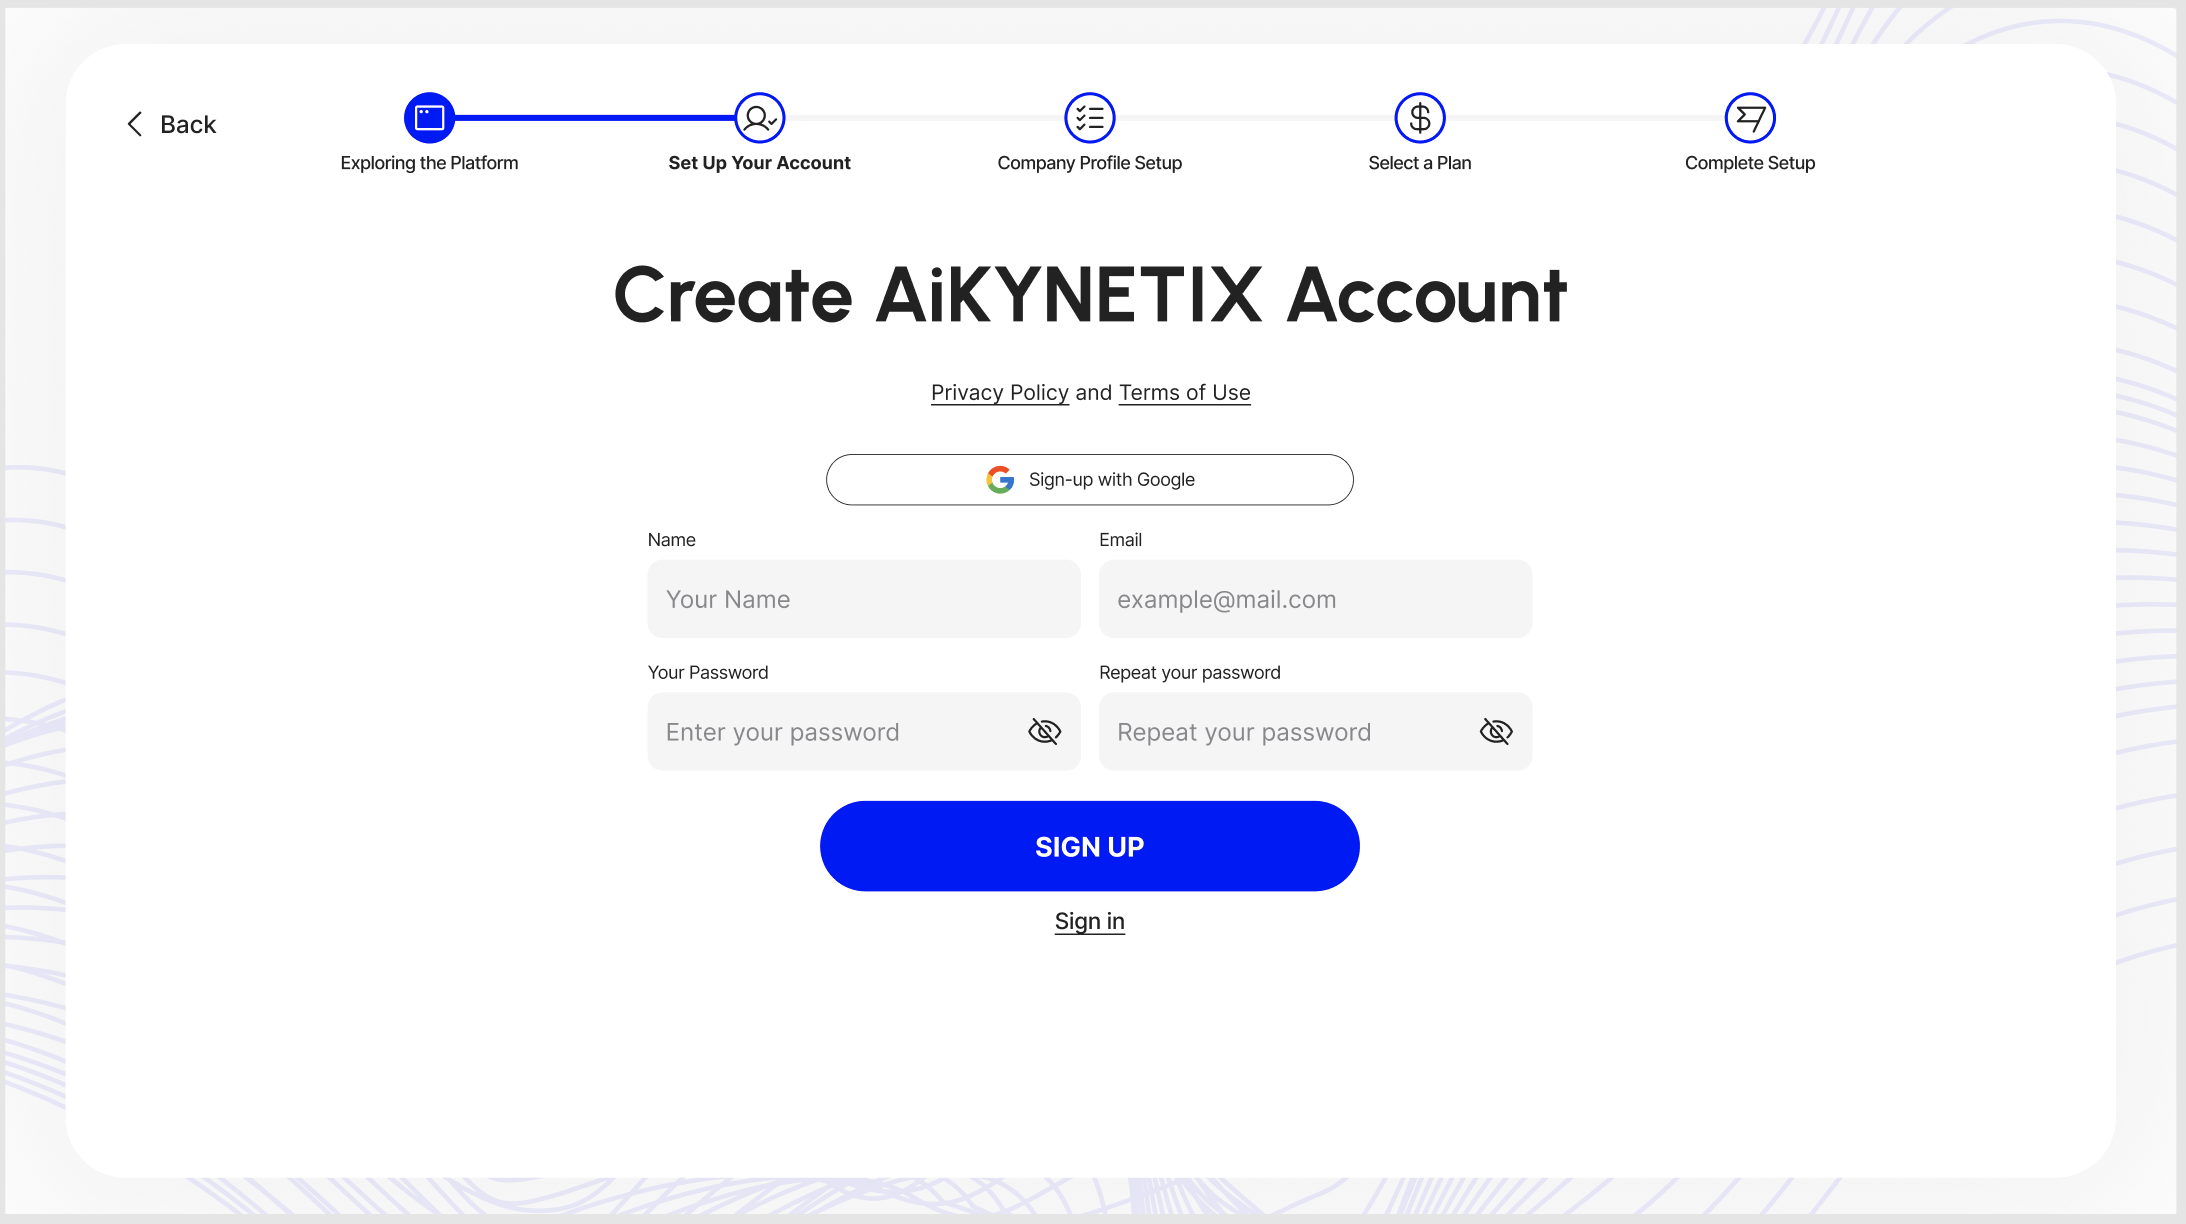 Back
Exploring the Platform
Set Up Your Account
Company Profile Setup
Select a Plan
Complete Setup
Create AiKYNETIX Account
Privacy Policy and Terms of Use
Sign-up with Google
Name
Email
Your Name
example@mail.com
Your Password
Repeat your password
Enter your password
Repeat your password
SIGN UP
Sign in